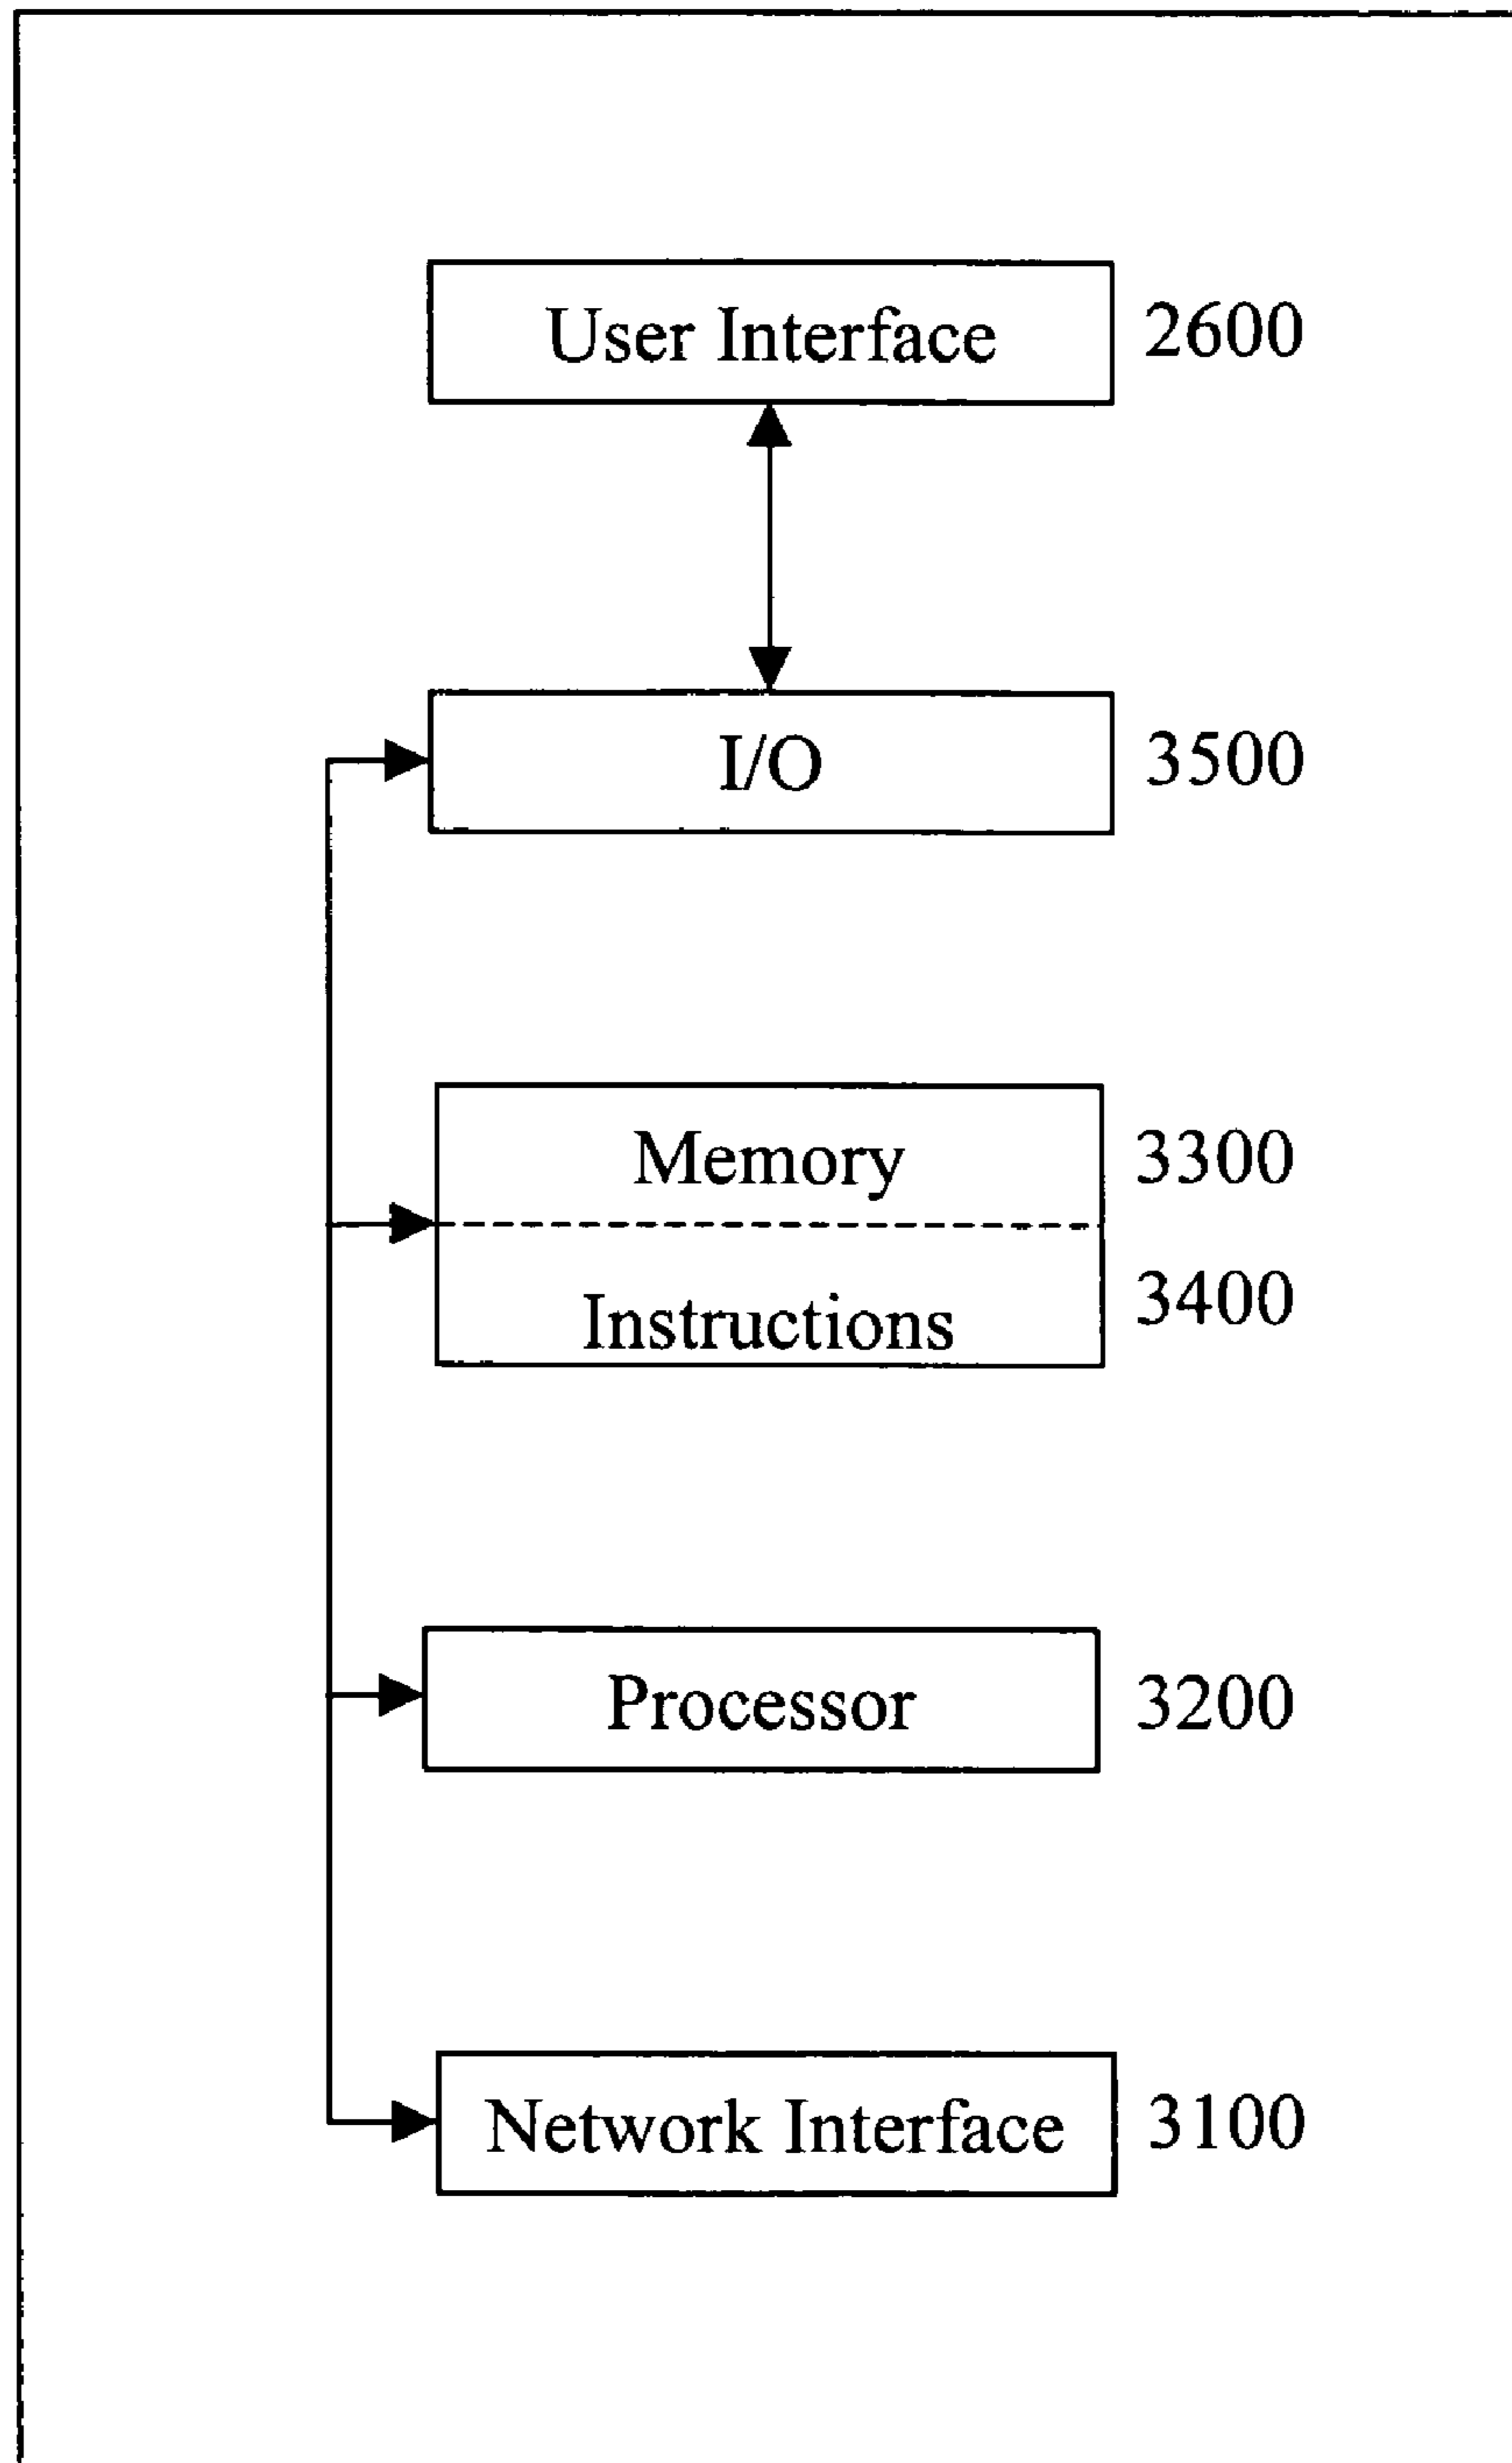 User Interface 2600
I/O 3500
Memory 3300
Instructions 3400
Processor 3200
Network Interface 3100